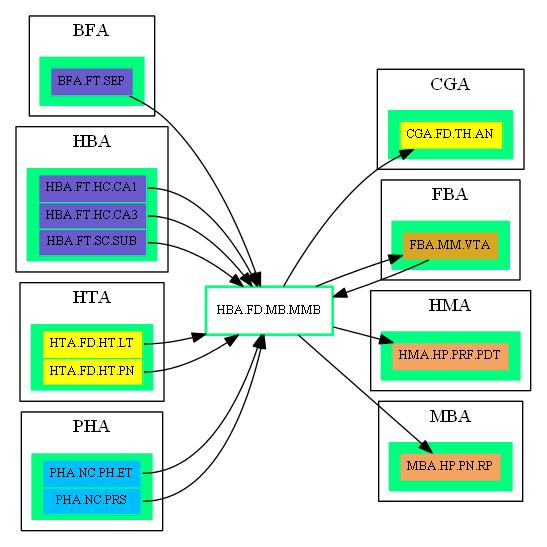 BFA
BFA.FT.SEP
HBA
HBA.FT.HC.CA1
HBA.FT.HC.CA3
HBA.FT.SC.SUB
HTA
HTA.FD.HT.LT
HTA.FD.HT.PN
PHA
PHA.NC.PH.ET
PHA.NC.PRS
HBA.FD.MB.MMB
CGA
CGA.FD.TH.AN
FBA
FBA.MM.VTA
HMA
HMA.HP.PRF.PDT
MBA
MBA.HP.PN.RP